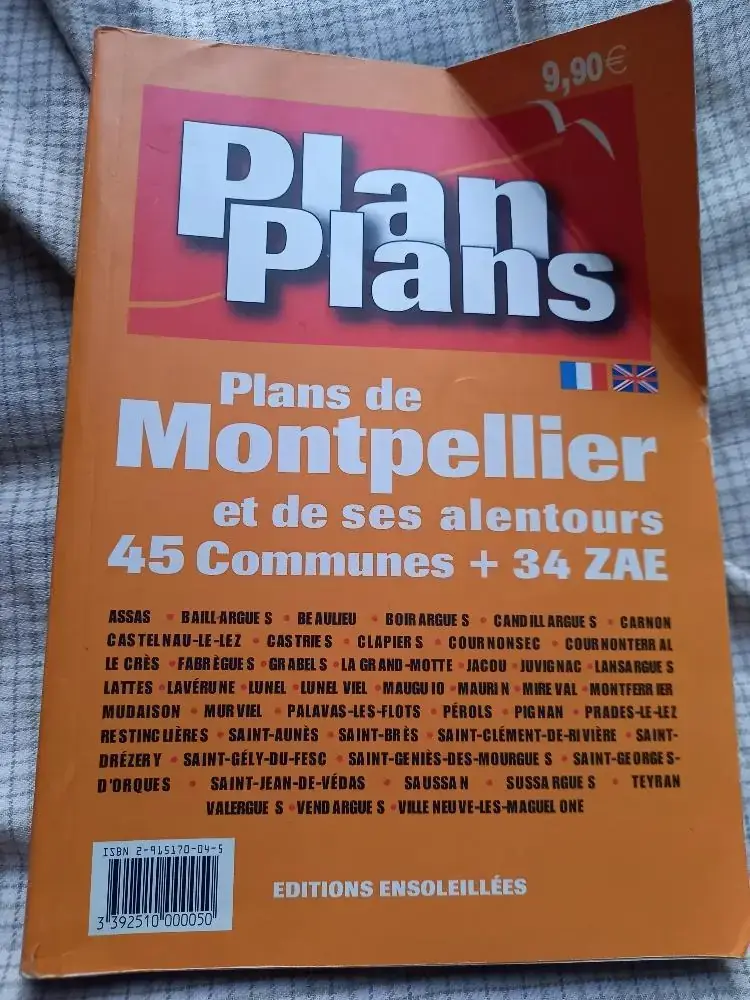 9,90€
Plan
Plans
Plans de
Montpellier
et de ses alentours
45 Communes + 34 ZAE
ASSAS • BAILLARGUES • BEAULIEU • BOIRARGUES • CANDILLARGUES • CARNON
CASTELNAU-LE-LEZ • CASTRIES • CLAPIERS • COURNONSEC • COURNONTERRAL
LE CRÈS • FABRÈGUES • GRABELS • LA GRAND-MOTTE • JACOU • JUVIGNAC • LANSARGUES
LATTES • LAVÉRUNE • LUNEL • LUNEL VIEL • MAUGUIO • MAURIN • MIREVAL • MONTFERRIER
MUDAISON • MURVIEL • PALAVAS-LES-FLOTS • PÉROLS • PIGNAN • PRADES-LE-LEZ
RESTINCLIÈRES • SAINT-AUNÈS • SAINT-BRÈS • SAINT-CLÉMENT-DE-RIVIÈRE • SAINT-
DRÉZERY • SAINT-GÉLY-DU-FESC • SAINT-GENIÈS-DES-MOURGUES • SAINT-GEORGES-
D'ORQUES • SAINT-JEAN-DE-VÉDAS • SAUSSAN • SUSSARGUES • TEYRAN
VALERGUES • VENDARGUES • VILLENEUVE-LES-MAGUELONE
ISBN 2-915170-04-5
3 392510 000050
EDITIONS ENSOLEILLÉES